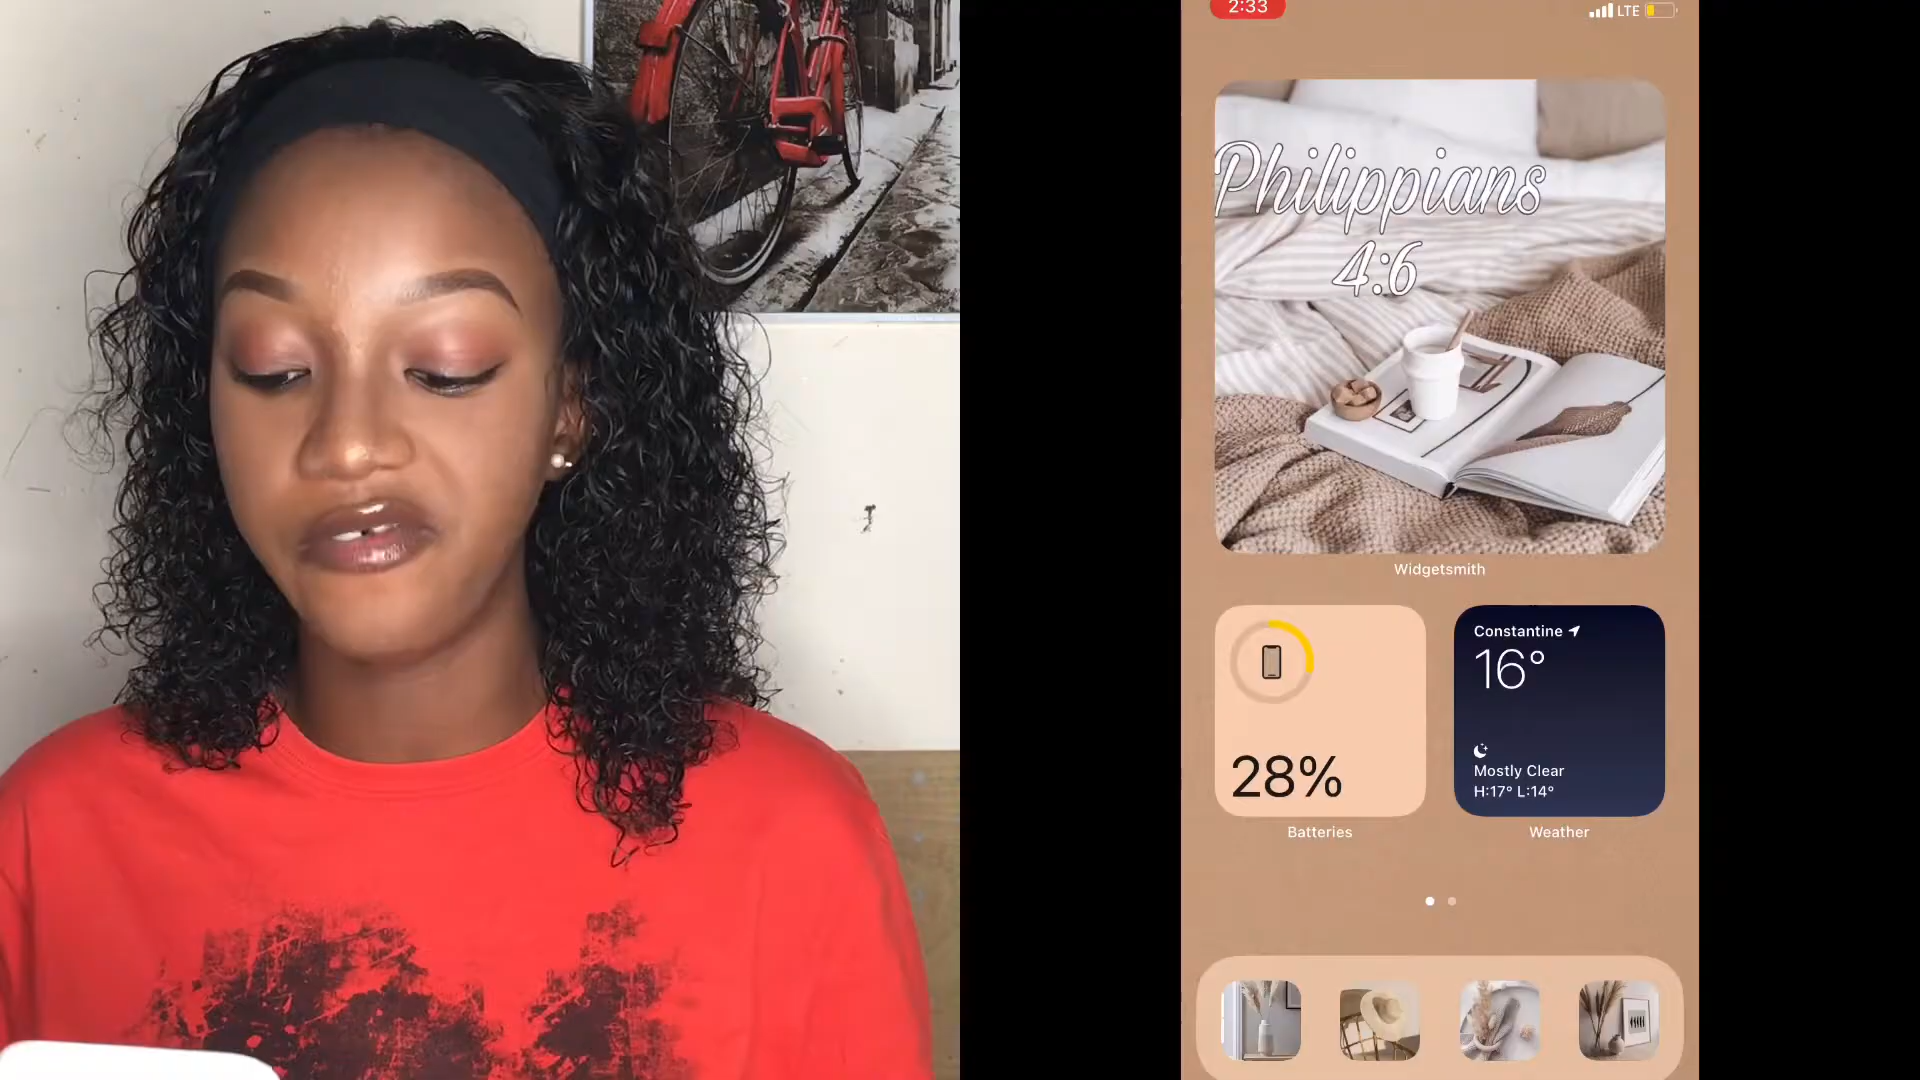 2:33
LTE
Philippians
4:6
Widgetsmith
28%
Batteries
Constantine
16°
Mostly Clear
H:17° L:14°
Weather